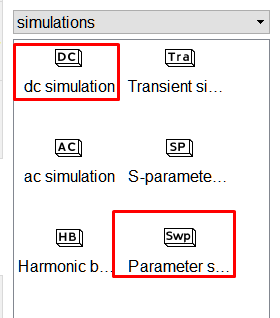 simulations
DC Tra
dc simulation Transient si...
AC SP
ac simulation S-paramete...
HB Swp
Harmonic b... Parameter s...